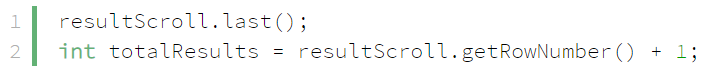 1 resultScroll.last();
2 int totalResults = resultScroll.getRowNumber() + 1;